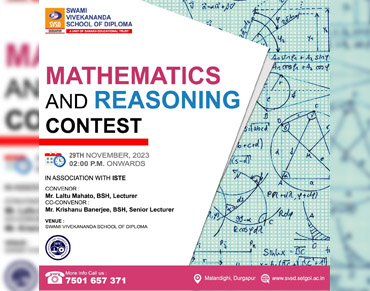 SWAMI
VIVEKANANDA
SCHOOL OF DIPLOMA
A UNIT OF SANAKA EDUCATIONAL TRUST
SVSD
MATHEMATICS
AND REASONING
CONTEST
29TH NOVEMBER, 2023
02:00 P.M. ONWARDS
IN ASSOCIATION WITH ISTE
CONVENOR :
Mr. Laltu Mahato, BSH, Lecturer
CO-CONVENOR :
Mr. Krishanu Banerjee, BSH, Senior Lecturer
VENUE :
SWAMI VIVEKANANDA SCHOOL OF DIPLOMA
More Info Call us :
7501 657 371
Malandighi, Durgapur
www.svsd.setgoi.ac.in